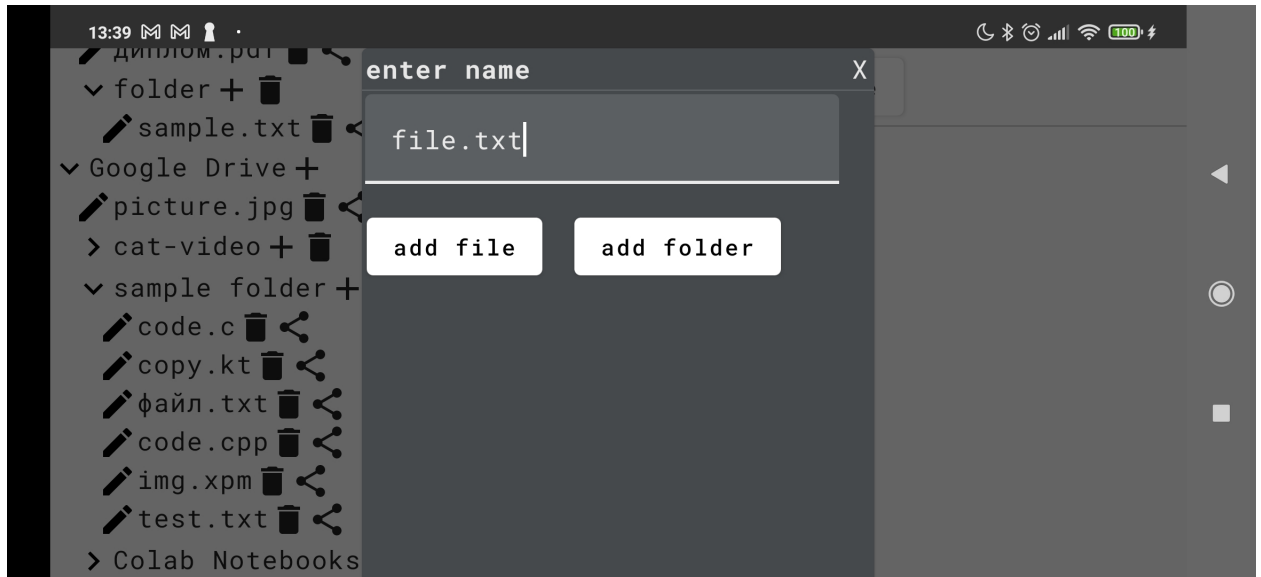 13:39
100
диплом.pdf
folder
sample.txt
Google Drive
picture.jpg
cat-video
sample folder
code.c
copy.kt
файл.txt
code.cpp
img.xpm
test.txt
Colab Notebooks
enter name X
file.txt
add file add folder